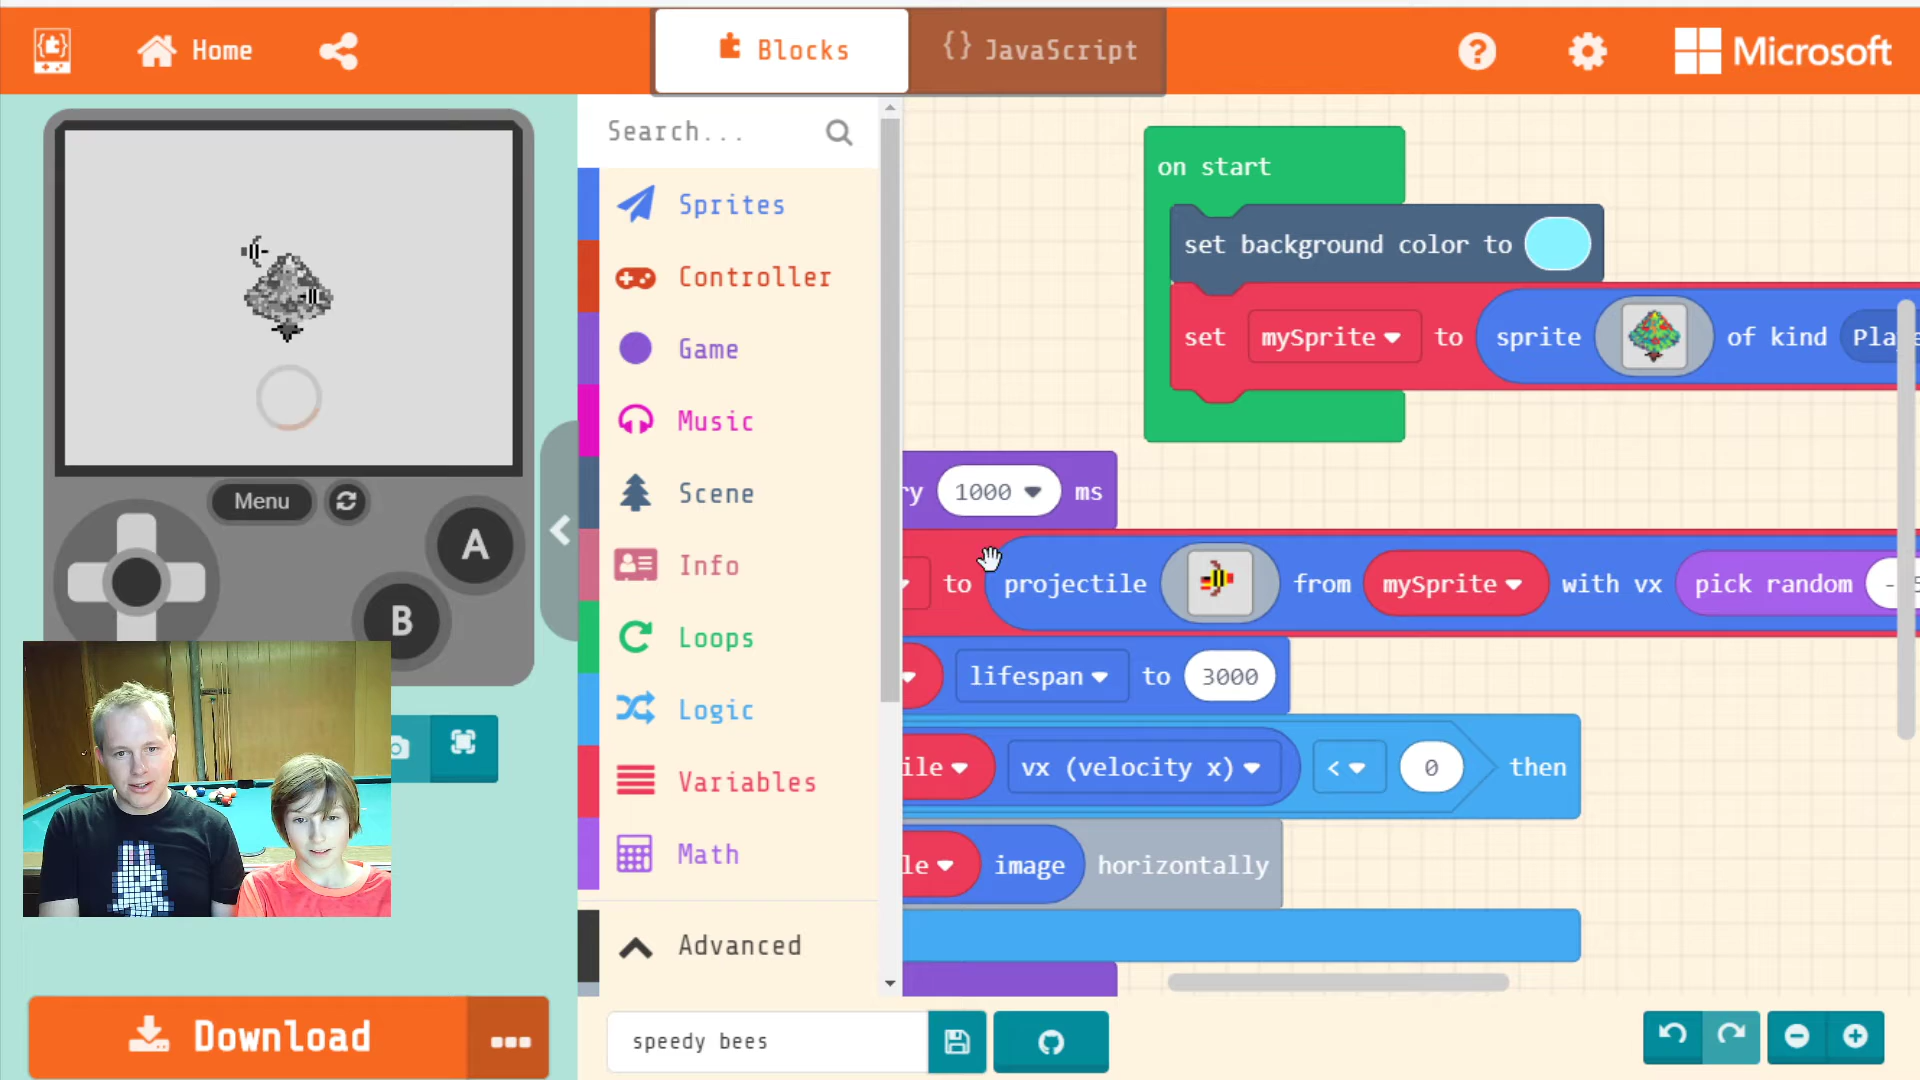 Home
Blocks
{} JavaScript
Microsoft
Search...
Sprites
Controller
Game
Music
Scene
Info
Loops
Logic
Variables
Math
Advanced
Menu
A
B
Download
speedy bees
on start
set background color to
set mySprite to sprite of kind
1000 ms
to projectile from mySprite with vx pick random
lifespan to 3000
vx (velocity x) < 0 then
image horizontally